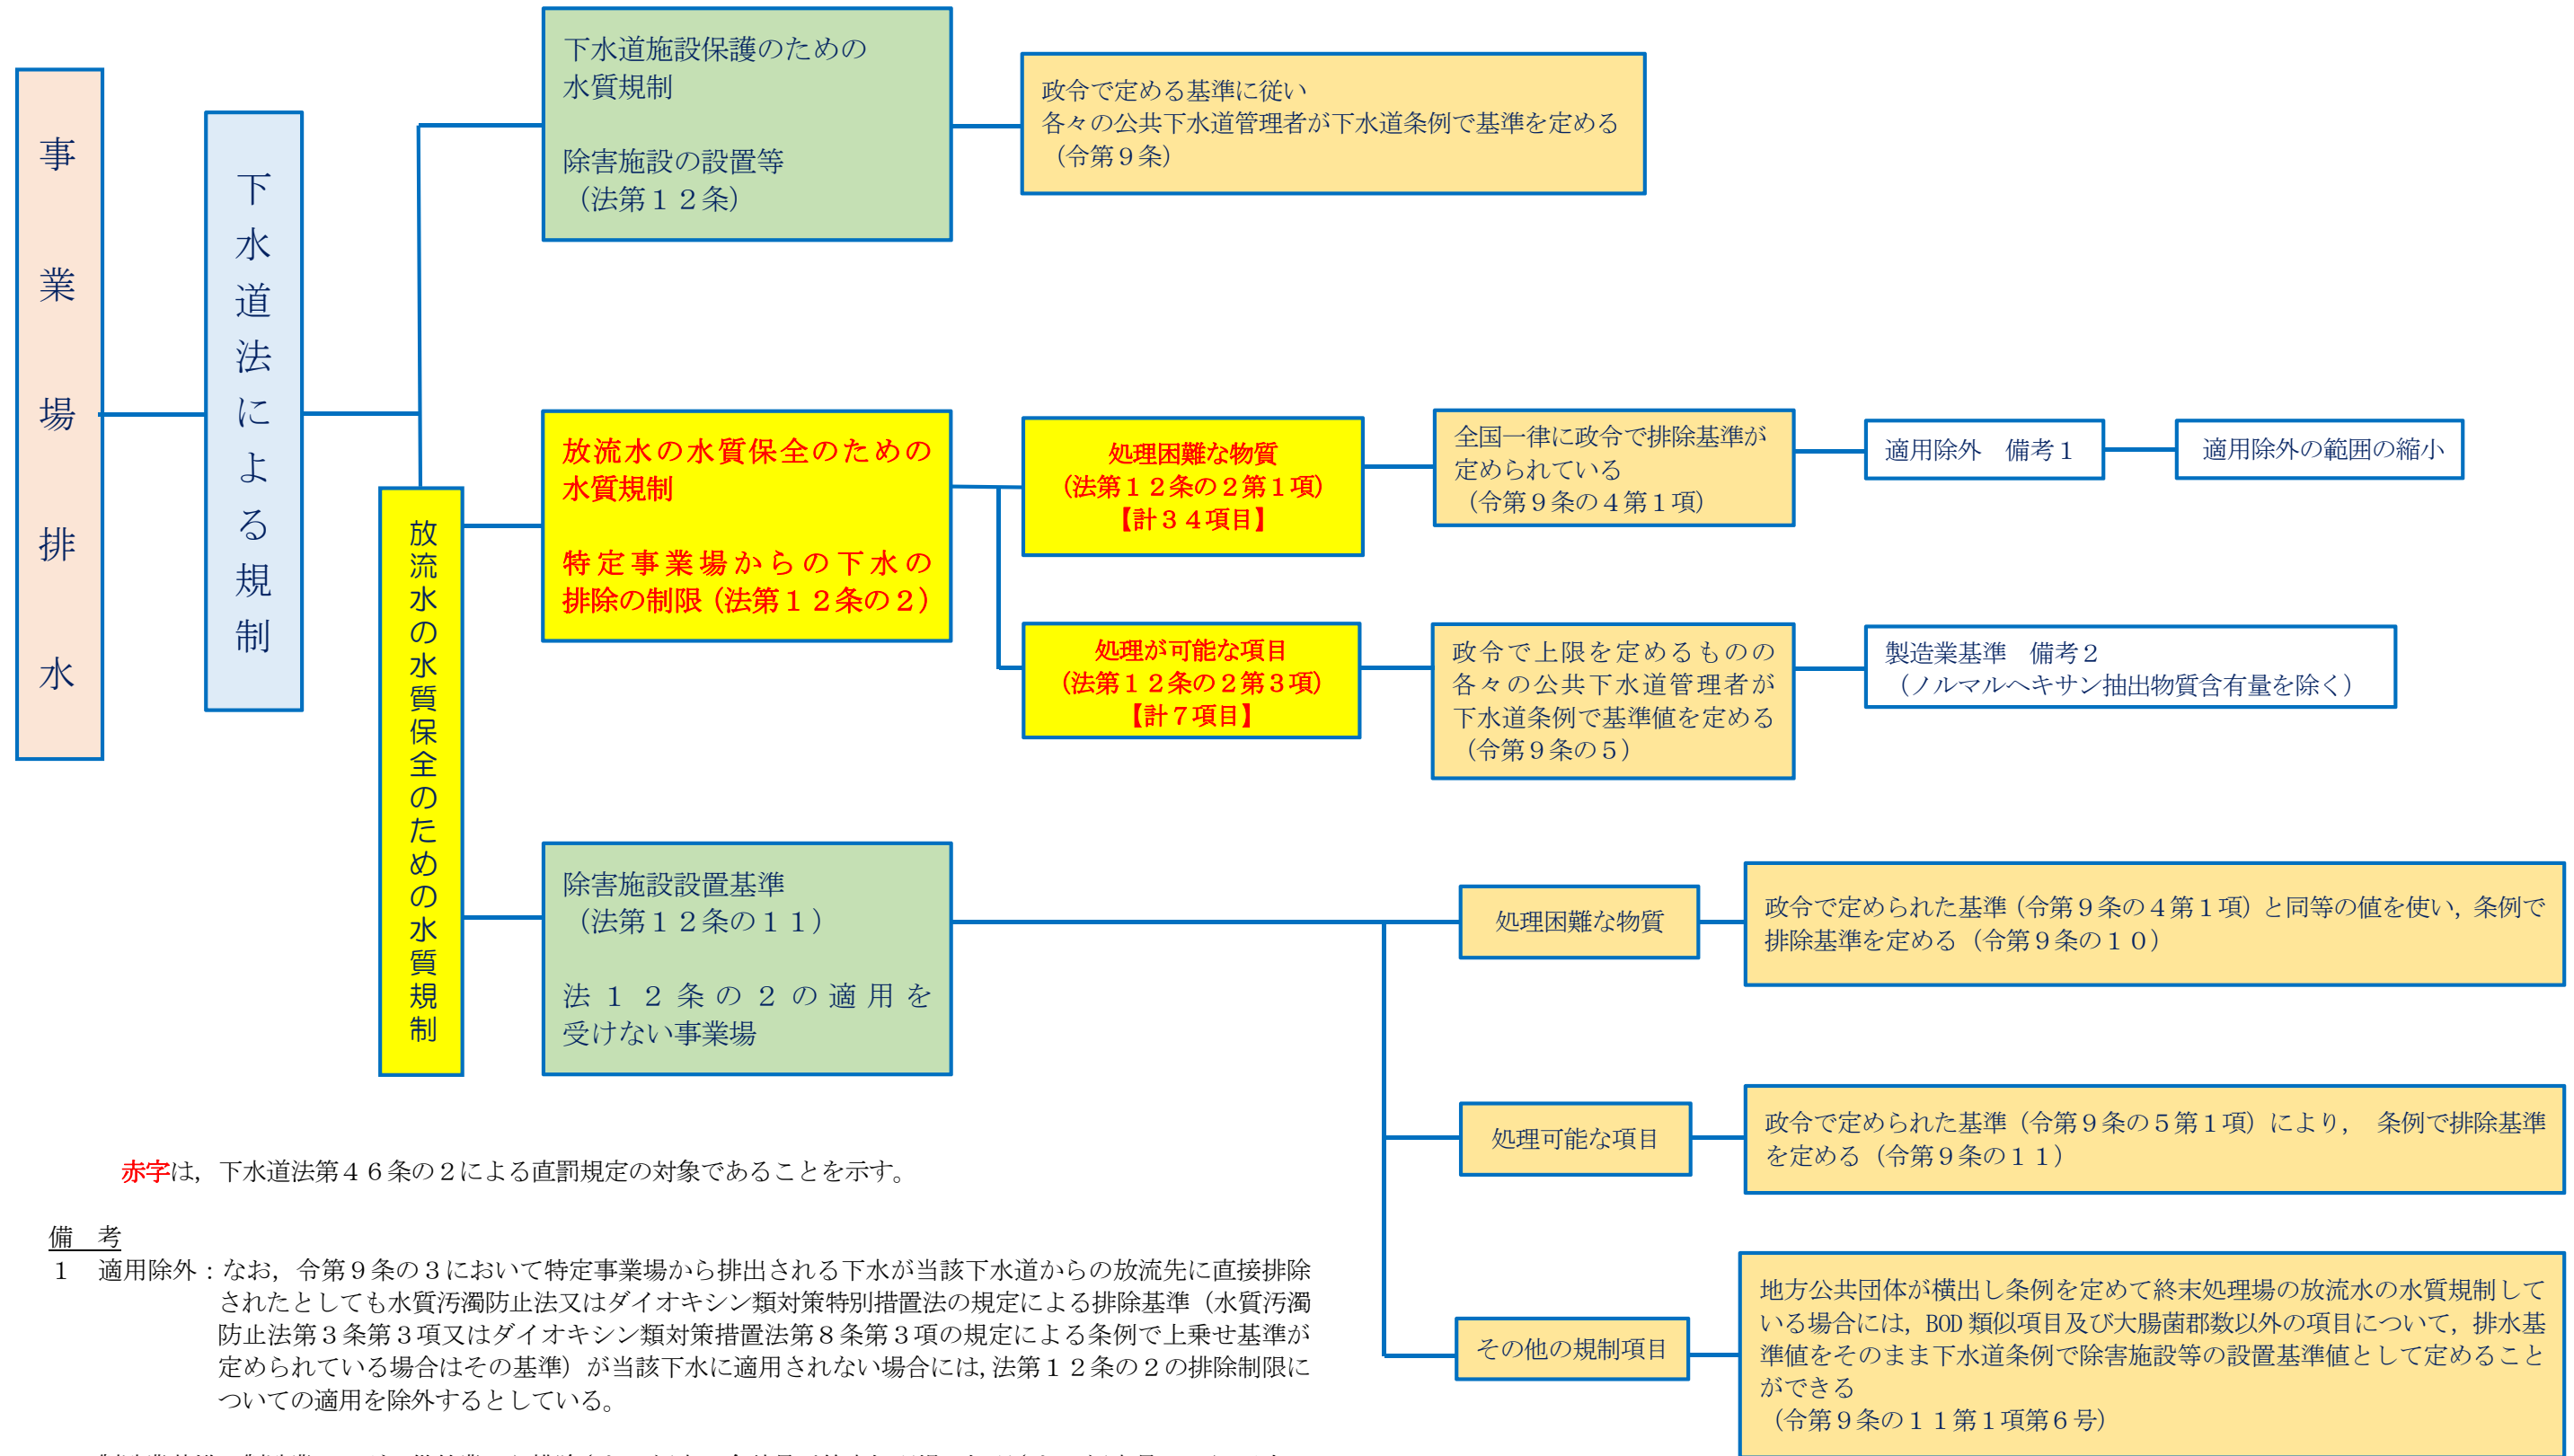 事業場排水
下水道法による規制
下水道施設保護のための
水質規制
除害施設の設置等
(法第１２条)
政令で定める基準に従い
各々の公共下水道管理者が下水道条例で基準を定める
(令第９条)
放流水の水質保全のための水質規制
放流水の水質保全のための
水質規制
特定事業場からの下水の
排除の制限(法第１２条の２)
処理困難な物質
(法第１２条の２第１項)
【計３４項目】
全国一律に政令で排除基準が
定められている
(令第９条の４第１項)
適用除外　備考１
適用除外の範囲の縮小
処理が可能な項目
(法第１２条の２第３項)
【計７項目】
政令で上限を定めるものの
各々の公共下水道管理者が
下水道条例で基準値を定める
(令第９条の５)
製造業基準　備考２
(ノルマルヘキサン抽出物質含有量を除く)
除害施設設置基準
(法第１２条の１１)
法１２条の２の適用を
受けない事業場
処理困難な物質
政令で定められた基準(令第９条の４第１項)と同等の値を使い，条例で
排除基準を定める(令第９条の１０)
処理可能な項目
政令で定められた基準(令第９条の５第１項)により，　条例で排除基準
を定める(令第９条の１１)
その他の規制項目
地方公共団体が横出し条例を定めて終末処理場の放流水の水質規制して
いる場合には，BOD 類似項目及び大腸菌郡数以外の項目について，排水基
準値をそのまま下水道条例で除害施設等の設置基準値として定めること
ができる
(令第９条の１１第１項第６号)
赤字は，下水道法第４６条の２による直罰規定の対象であることを示す。
備　考
１　適用除外：なお，令第９条の３において特定事業場から排出される下水が当該下水道からの放流先に直接排除
されたとしても水質汚濁防止法又はダイオキシン類対策特別措置法の規定による排除基準(水質汚濁
防止法第３条第３項又はダイオキシン類対策措置法第８条第３項の規定による条例で上乗せ基準が
定められている場合はその基準)が当該下水に適用されない場合には，法第１２条の２の排除制限に
ついての適用を除外するとしている。